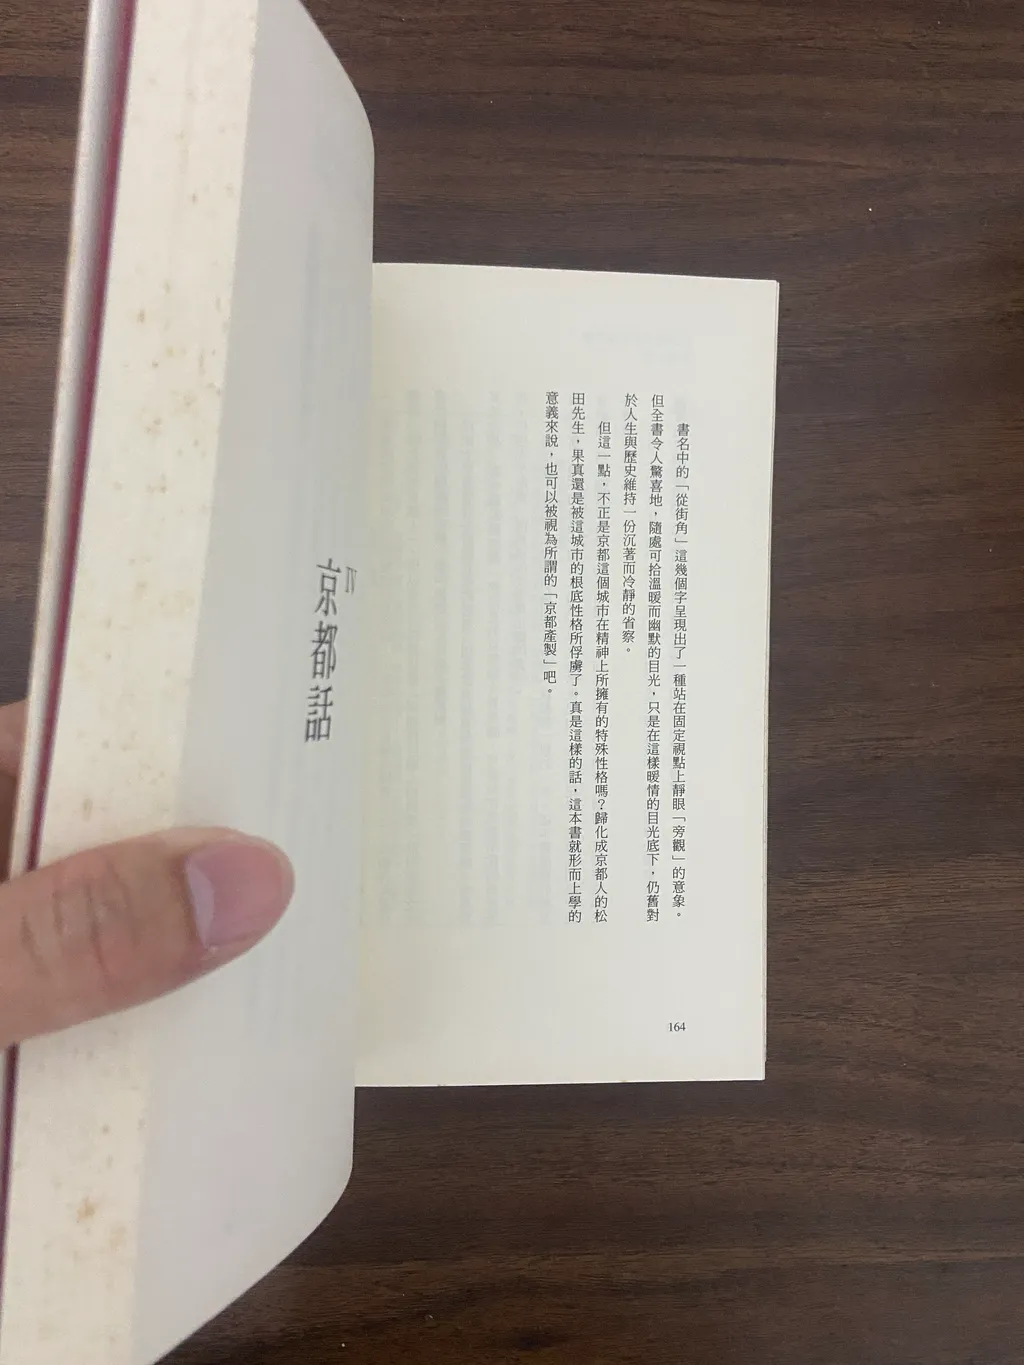 書名中的「從街角」這幾個字呈現出了一種站在固定視點上靜眼「旁觀」的意象。
但全書令人驚喜地，隨處可拾溫暖而幽默的目光，只是在這樣暖情的目光底下，仍舊對
於人生與歷史維持一份沉著而冷靜的省察。
但這一點，不正是京都這個城市在精神上所擁有的特殊性格嗎？歸化成京都人的松
田先生，果真還是被這城市的根底性格所俘虜了。真是這樣的話，這本書就形而上學的
意義來說，也可以被視為所謂的「京都產製」吧。
164
IV
京都話